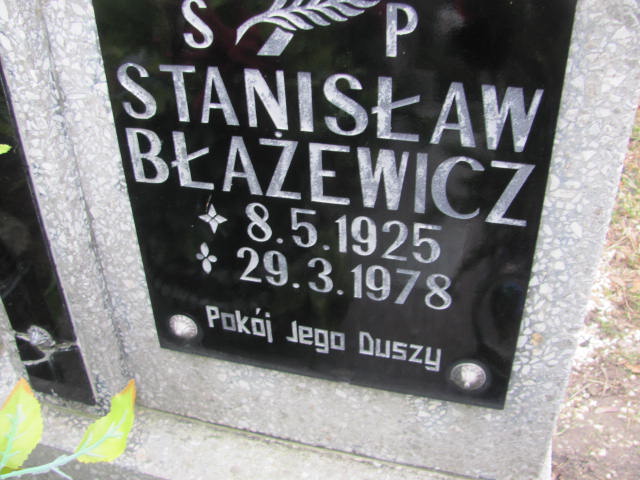 S P
STANISŁAW
BŁAŻEWICZ
8.5.1925
29.3.1978
Pokój Jego Duszy